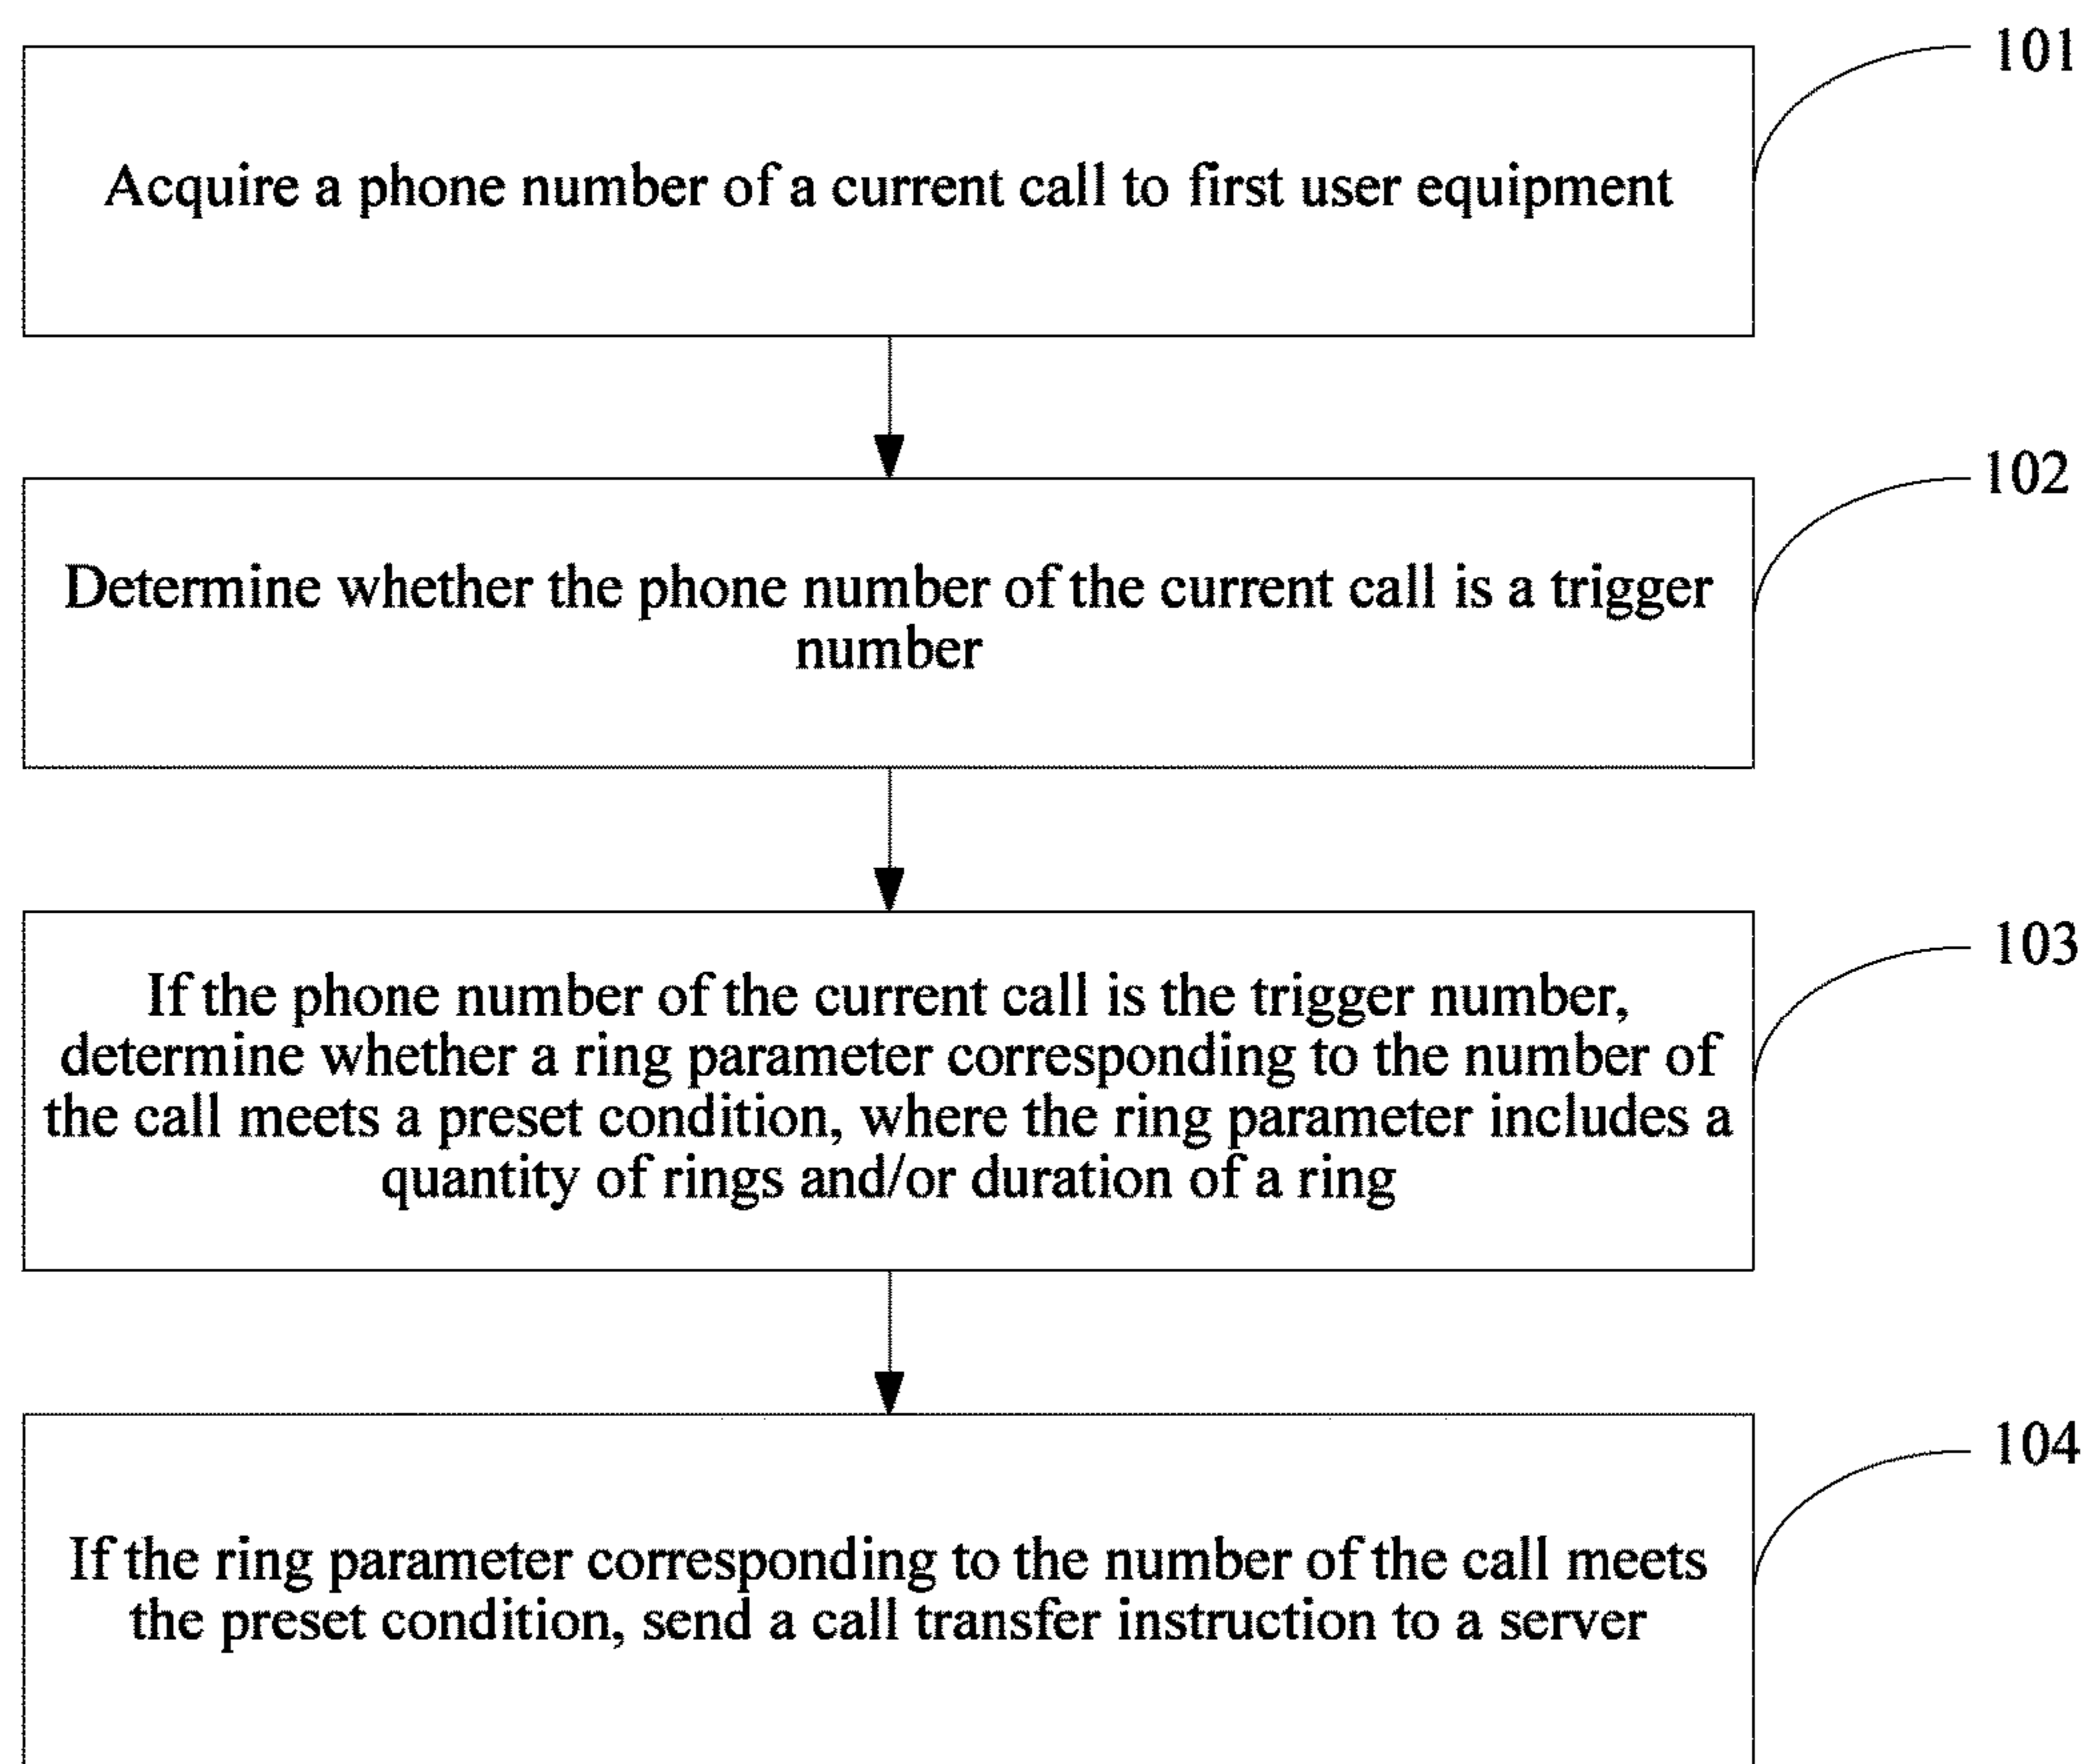 101
Acquire a phone number of a current call to first user equipment
102
Determine whether the phone number of the current call is a trigger
number
103
If the phone number of the current call is the trigger number,
determine whether a ring parameter corresponding to the number of
the call meets a preset condition, where the ring parameter includes a
quantity of rings and/or duration of a ring
104
If the ring parameter corresponding to the number of the call meets
the preset condition, send a call transfer instruction to a server